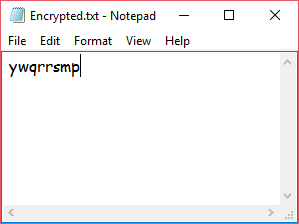 Encrypted.txt - Notepad
File Edit Format View Help
ywqrrsmp